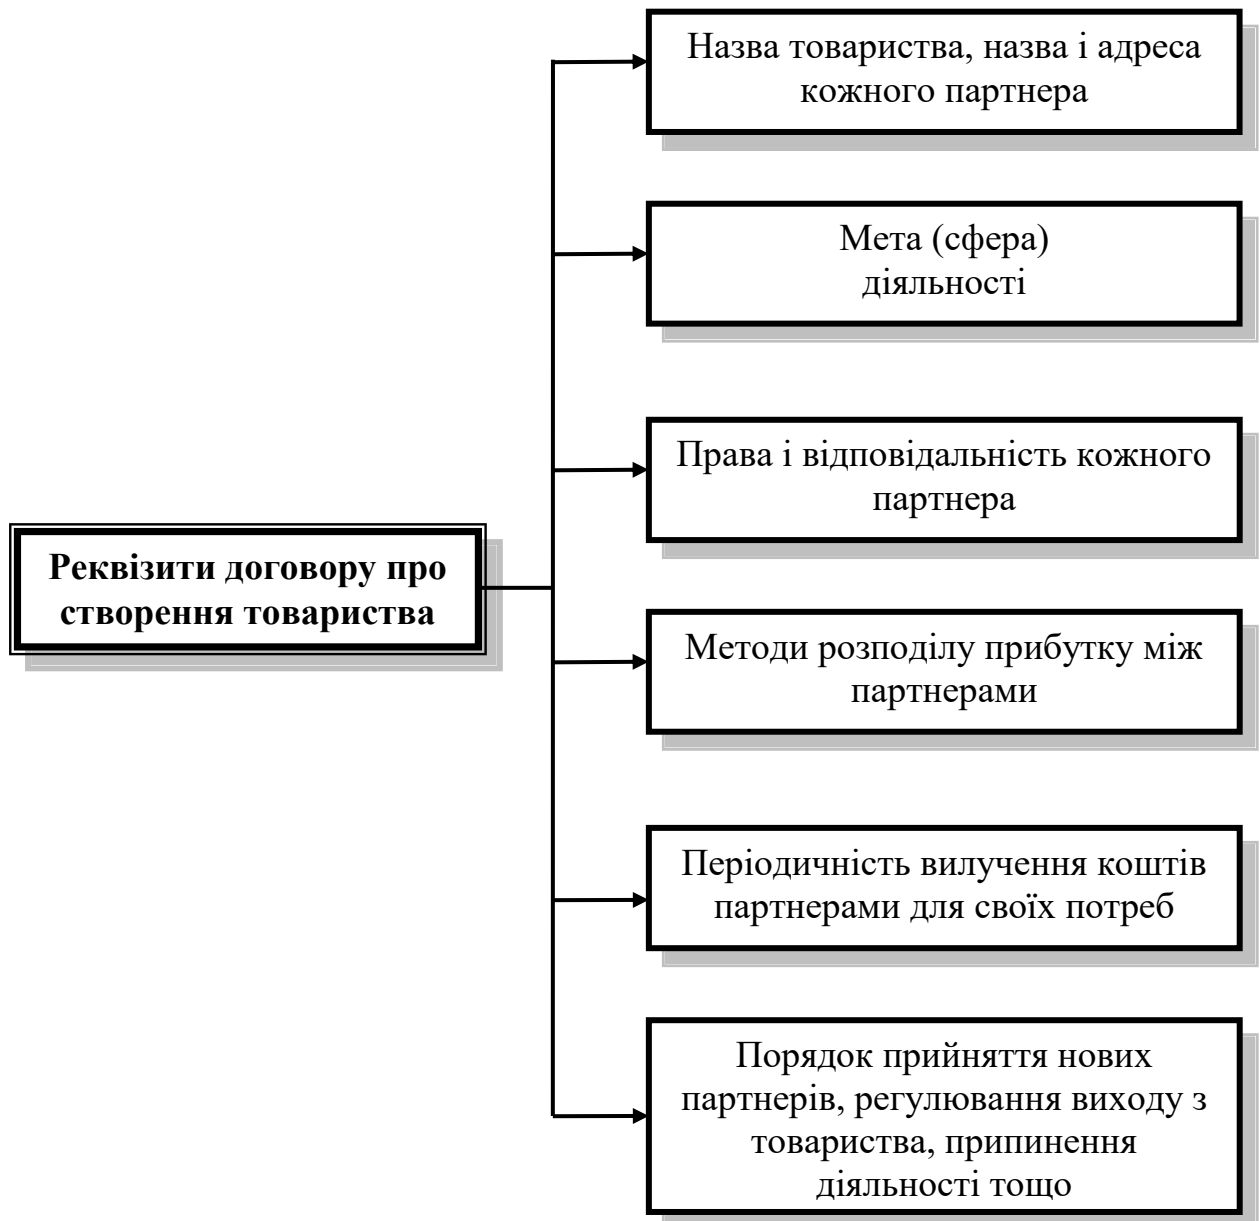 Назва товариства, назва і адреса
кожного партнера
Мета (сфера)
діяльності
Права і відповідальність кожного
партнера
Реквізити договору про
створення товариства
Методи розподілу прибутку між
партнерами
Періодичність вилучення коштів
партнерами для своїх потреб
Порядок прийняття нових
партнерів, регулювання виходу з
товариства, припинення
діяльності тощо